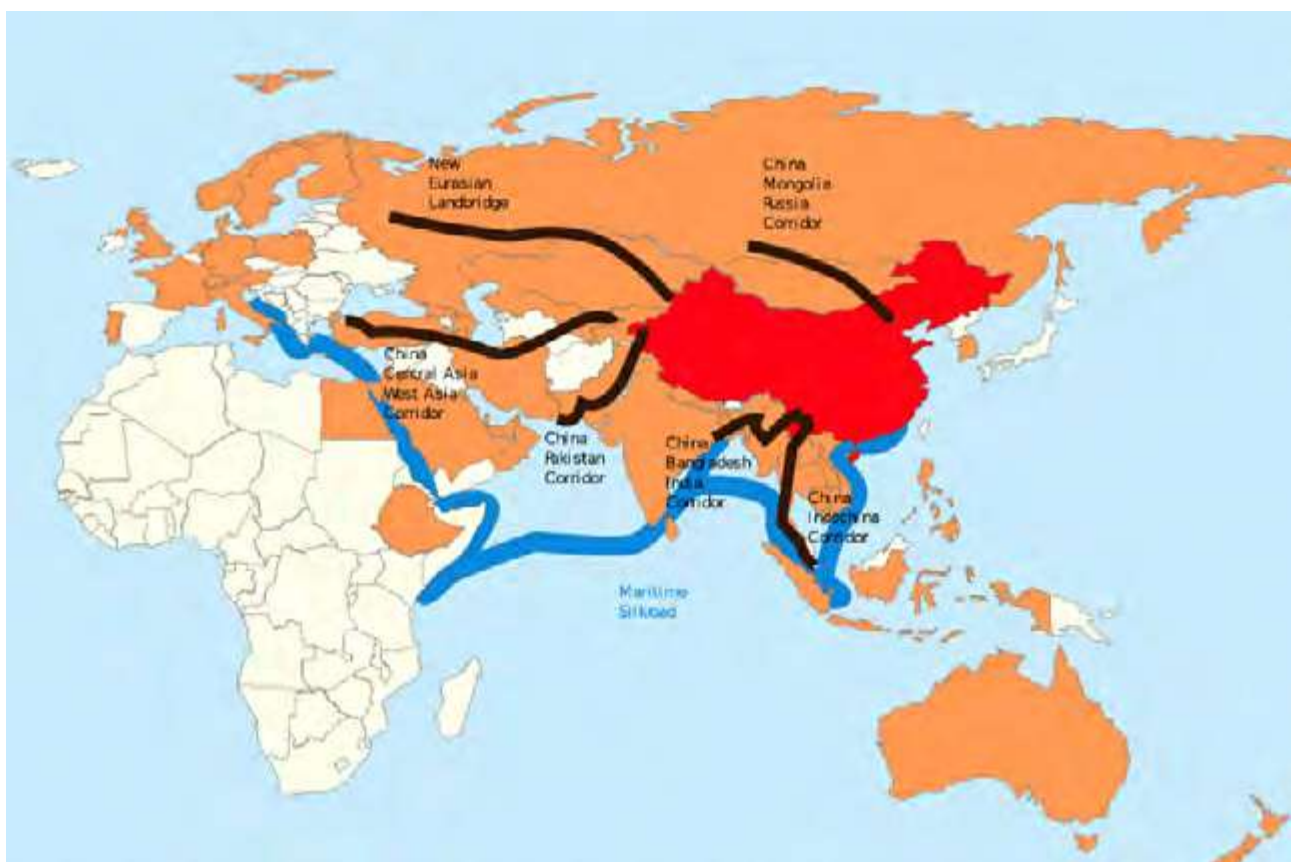 New
Eurasian
Landbridge
China
Mongolia
Russia
Corridor
China
Central Asia
West Asia
Corridor
China
Pakistan
Corridor
China
Bangladesh
India
Corridor
China
Indochina
Corridor
Maritime
Silkroad